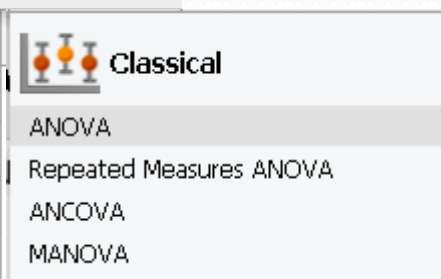 Classical
ANOVA
Repeated Measures ANOVA
ANCOVA
MANOVA